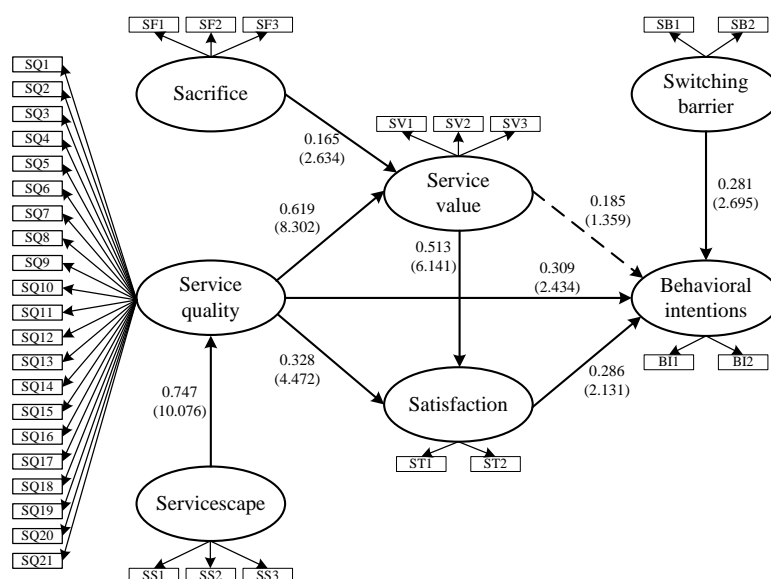 SF1
SF2
SF3
SB1
SB2
SQ1
SQ2
SQ3
SQ4
SQ5
SQ6
SQ7
SQ8
SQ9
SQ10
SQ11
SQ12
SQ13
SQ14
SQ15
SQ16
SQ17
SQ18
SQ19
SQ20
SQ21
Sacrifice
Switching
barrier
SV1
SV2
SV3
0.165
(2.634)
Service
value
0.185
(1.359)
0.281
(2.695)
0.619
(8.302)
0.513
(6.141)
0.309
(2.434)
Service
quality
Behavioral
intentions
0.328
(4.472)
0.286
(2.131)
BI1
BI2
0.747
(10.076)
Satisfaction
ST1
ST2
Servicescape
SS1
SS2
SS3